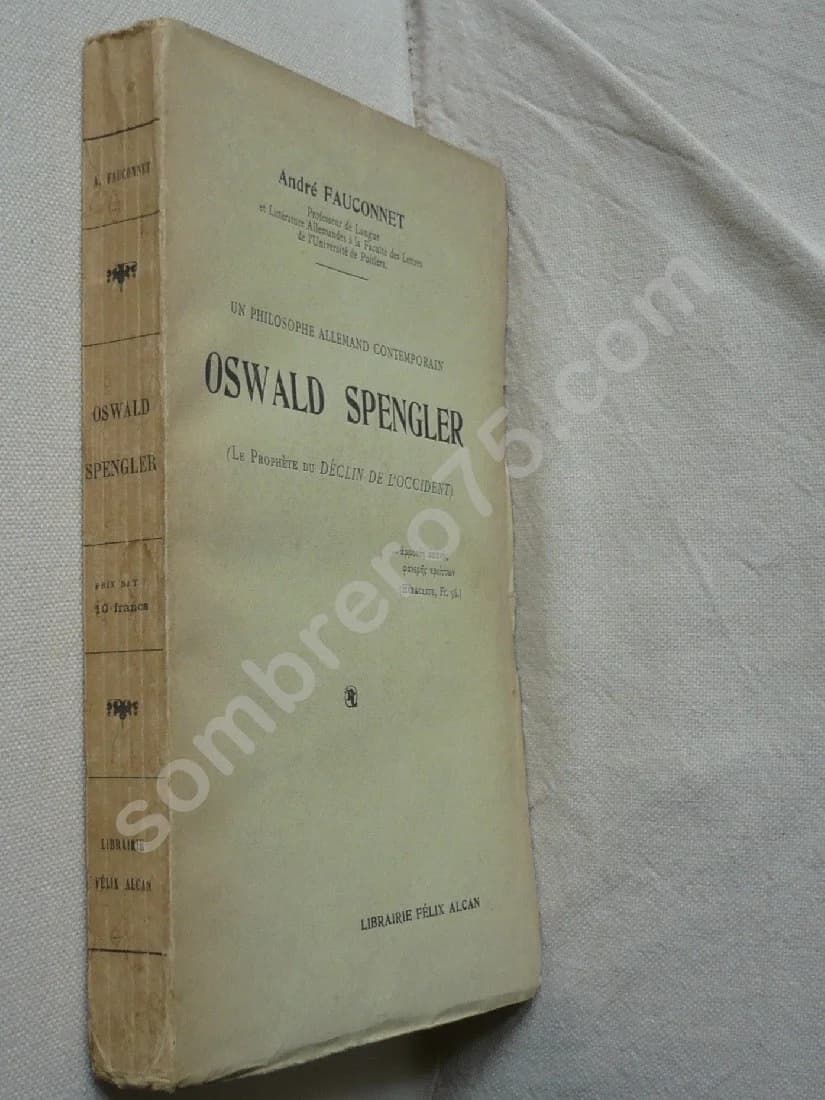 A. FAUCONNET
OSWALD
SPENGLER
10 francs
LIBRAIRIE
FÉLIX ALCAN
André FAUCONNET
Professeur de Langue
et Littérature Allemandes à la Faculté des Lettres
de l'Université de Poitiers.
UN PHILOSOPHE ALLEMAND CONTEMPORAIN
OSWALD SPENGLER
(LE PROPHÈTE DU DÉCLIN DE L'OCCIDENT)
(HÉRACLITE, Fr.
LIBRAIRIE FÉLIX ALCAN
sombrero75.com